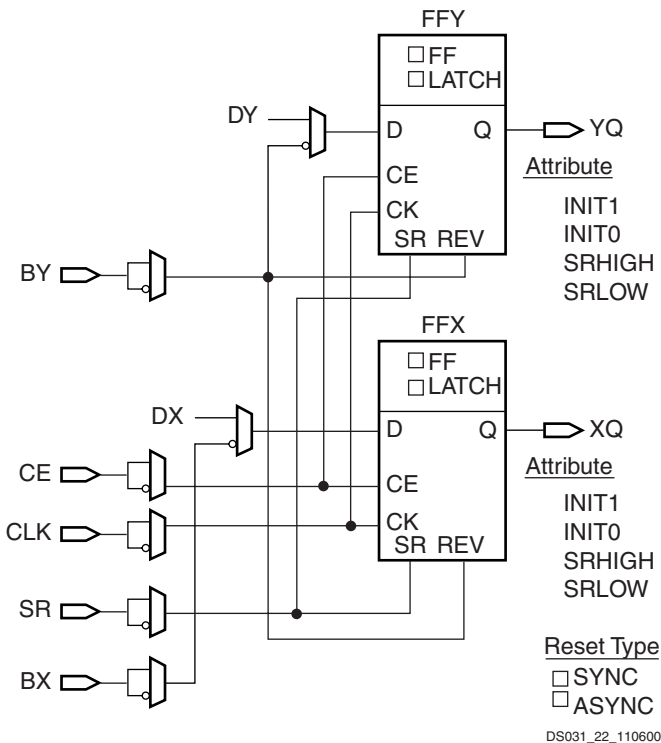 FFY
FF
LATCH
DY
D Q
YQ
CE
Attribute
CK
INIT1
SR REV
INIT0
BY
SRHIGH
SRLOW
FFX
FF
LATCH
DX
D Q
XQ
CE
CE
Attribute
CLK
CK
INIT1
SR REV
INIT0
SRHIGH
SR
SRLOW
BX
Reset Type
SYNC
ASYNC
DS031_22_110600